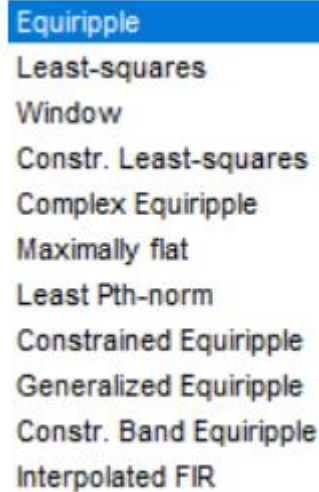 Equiripple
Least-squares
Window
Constr. Least-squares
Complex Equiripple
Maximally flat
Least Pth-norm
Constrained Equiripple
Generalized Equiripple
Constr. Band Equiripple
Interpolated FIR